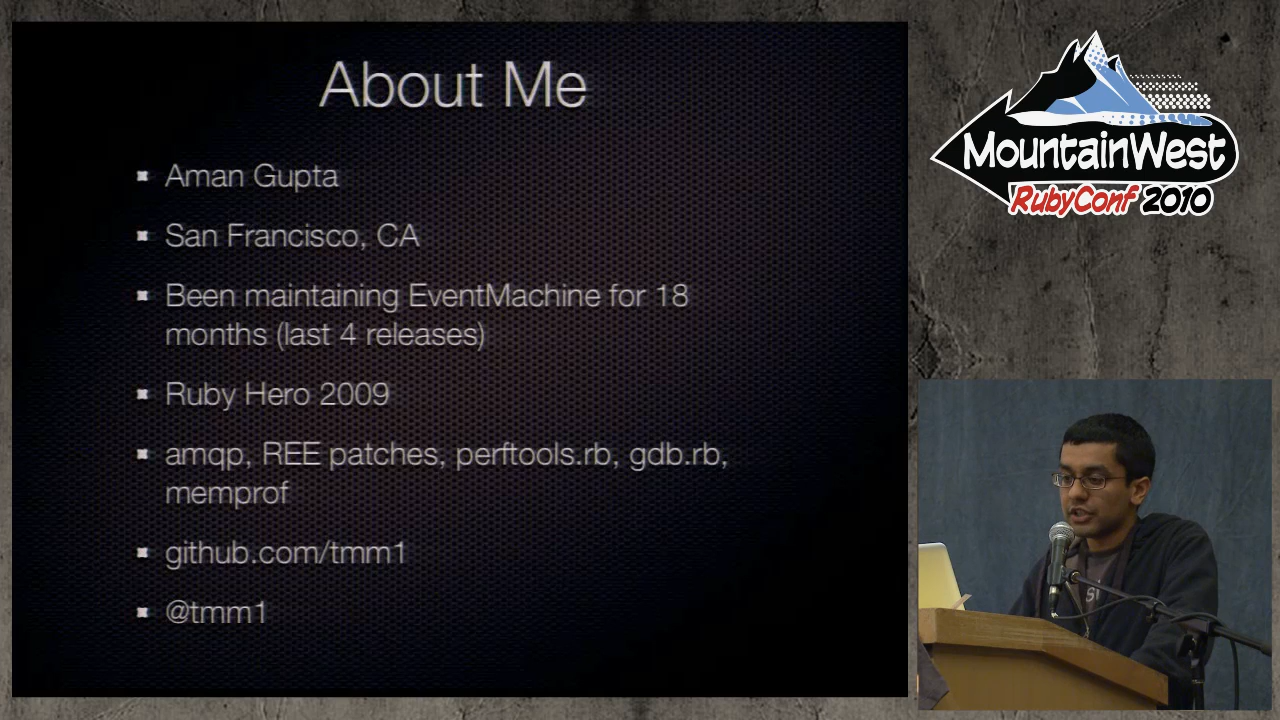 About Me
Aman Gupta
San Francisco, CA
Been maintaining EventMachine for 18
months (last 4 releases)
Ruby Hero 2009
amqp, REE patches, perftools.rb, gdb.rb,
memprof
github.com/tmm1
@tmm1
MountainWest
RubyConf 2010